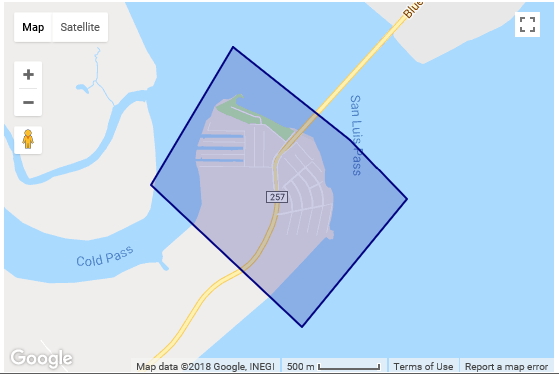 Map
Satellite
Blue
San Luis Pass
257
Cold Pass
Google
Map data ©2018 Google, INEGI
500 m
Terms of Use
Report a map error